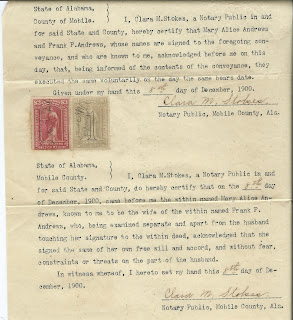 State of Alabama,
County of Mobile. I, Clara M. Stokes, a Notary Public in and
for said State and County, hereby certify that Mary Alice Andrews
and Frank F. Andrews, whose names are signed to the foregoing con-
veyance, and who are known to me, acknowledged before me on this
day, that, being informed of the contents of the conveyance, they
executed the same voluntarily on the day the same bears date.
Given under my hand this 8th day of December, 1900.
Clara M. Stokes
Notary Public, Mobile County, Ala.
State of Alabama,
Mobile County. I, Clara M. Stokes, a Notary Public in and
for said State and County, do hereby certify that on the 8th day
of December, 1900, came before me the within named Mary Alice An-
drews, known to me to be the wife of the within named Frank F.
Andrews, who, being examined separate and apart from the husband
touching her signature to the within deed, acknowledged that she
signed the same of her own free will and accord, and without fear,
constraints or threats on the part of the husband.
In witness whereof, I hereto set my hand this 8th day of De-
cember, 1900.
Clara M. Stokes
Notary Public, Mobile County, Ala.